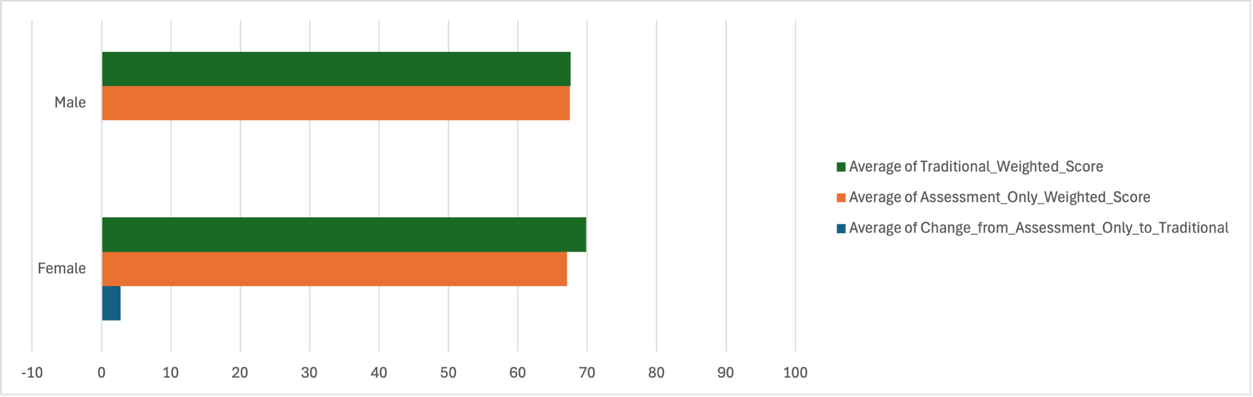 Male
Average of Traditional_Weighted_Score
Average of Assessment_Only_Weighted_Score
Average of Change_from_Assessment_Only_to_Traditional
Female
-10 0 10 20 30 40 50 60 70 80 90 100